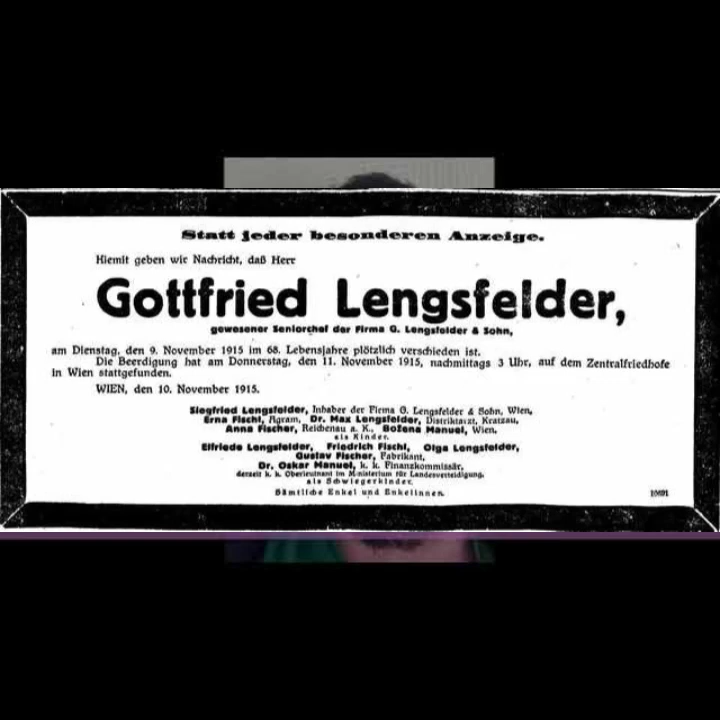 Statt jeder besonderen Anzeige.
Hiemit geben wir Nachricht, daß Herr
Gottfried Lengsfelder,
gewesener Seniorchef der Firma G. Lengsfelder & Sohn,
am Dienstag, den 9. November 1915 im 68. Lebensjahre plötzlich verschieden ist.
Die Beerdigung hat am Donnerstag, den 11. November 1915, nachmittags 3 Uhr, auf dem Zentralfriedhofe
in Wien stattgefunden.
WIEN, den 10. November 1915.
Siegfried Lengsfelder, Inhaber der Firma G. Lengsfelder & Sohn, Wien,
Erna Fischl, Agram, Dr. Max Lengsfelder, Distriktarzt, Kratzau,
Anna Fischer, Reichenau a. K., Božena Manuel, Wien,
als Kinder.
Elfriede Lengsfelder, Friedrich Fischl, Olga Lengsfelder,
Gustav Fischer, Fabrikant,
Dr. Oskar Manuel, k. k. Finanzkommissär,
derzeit k. k. Oberleutnant im Ministerium für Landesverteidigung,
als Schwiegerkinder.
Sämtliche Enkel und Enkelinnen.
10691